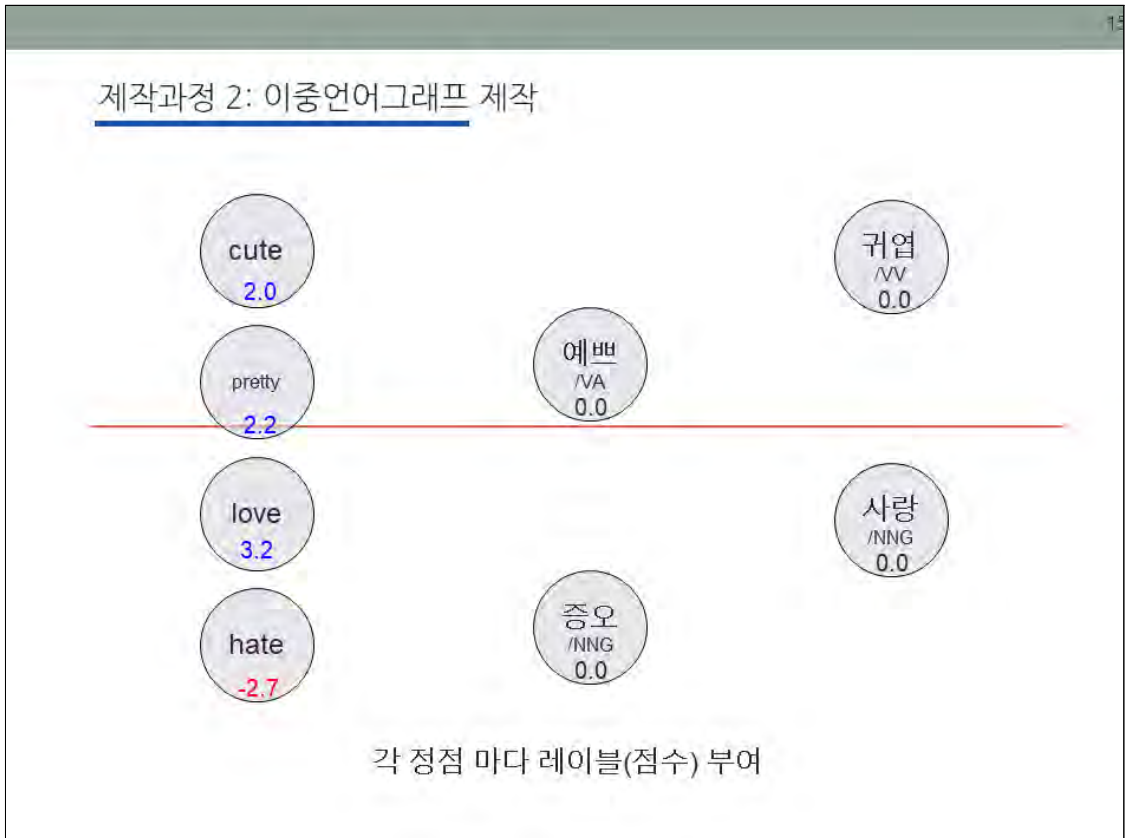 15
제작과정 2: 이중언어그래프 제작
cute
2.0
pretty
2.2
love
3.2
hate
-2.7
예쁘
/VA
0.0
증오
/NNG
0.0
귀엽
/VV
0.0
사랑
/NNG
0.0
각 정점 마다 레이블(점수) 부여